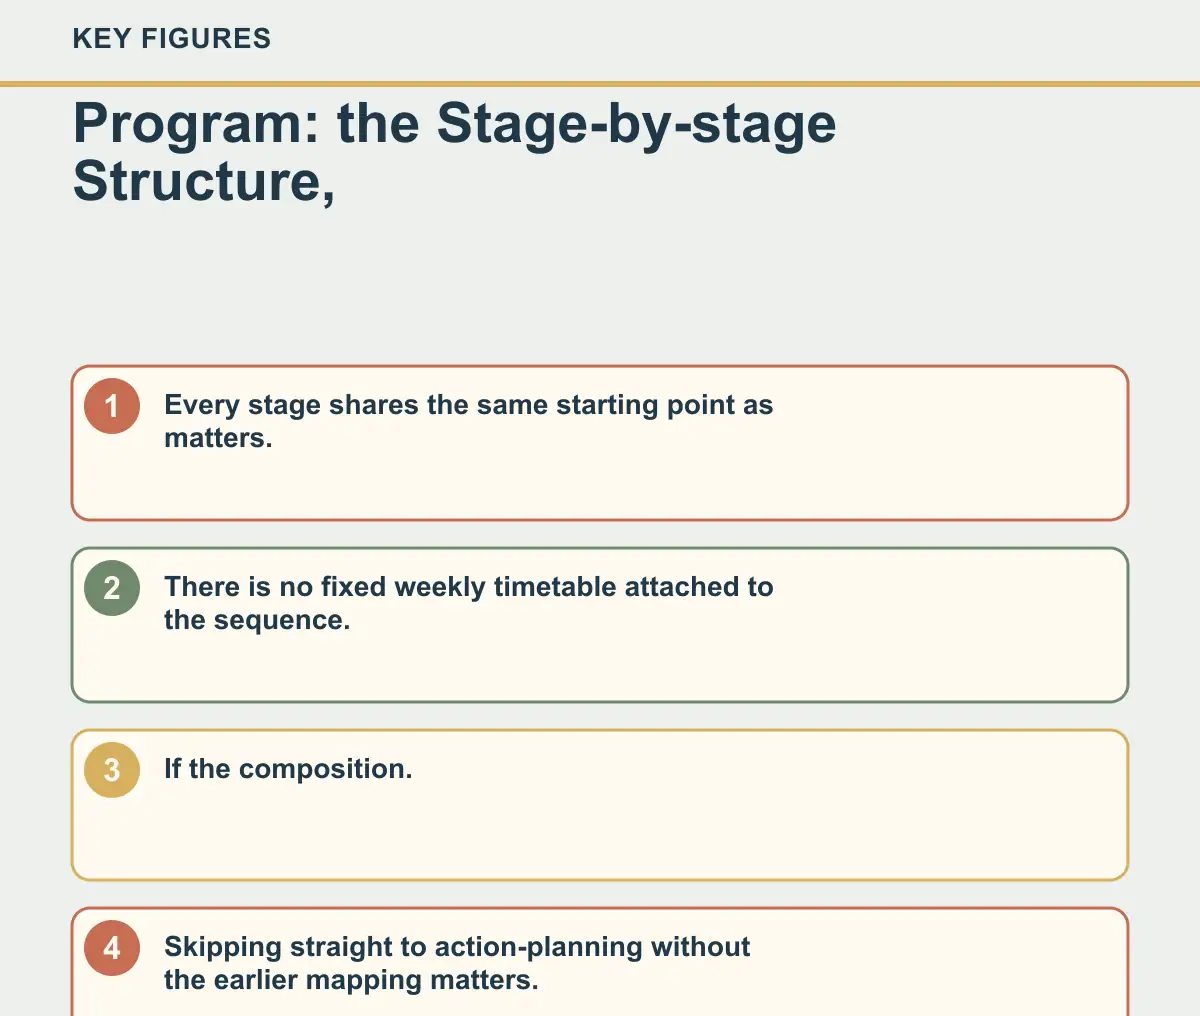 KEY FIGURES
Program: the Stage-by-stage
Structure,
1
Every stage shares the same starting point as
matters.
2
There is no fixed weekly timetable attached to
the sequence.
3
If the composition.
4
Skipping straight to action-planning without
the earlier mapping matters.